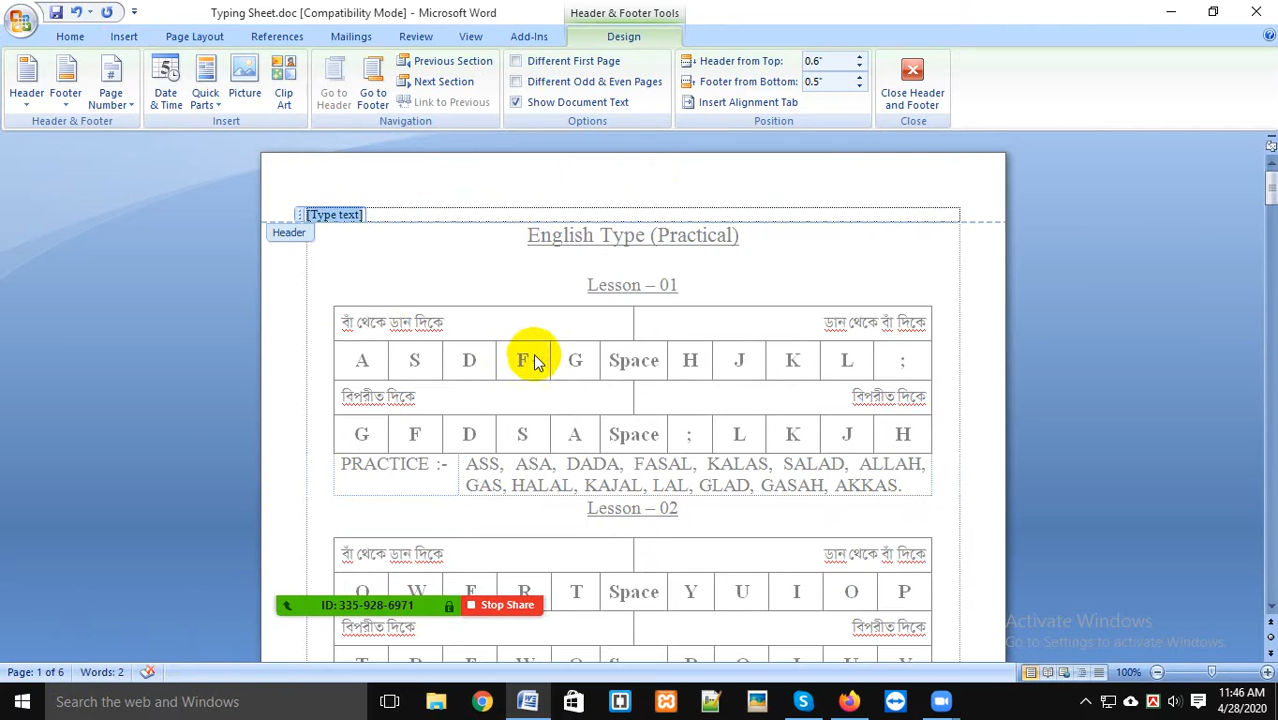 Typing Sheet.doc [Compatibility Mode] - Microsoft Word
Header & Footer Tools
Home Insert Page Layout References Mailings Review View Add-Ins Design
Header Footer Page Number
Header & Footer
Date & Time Quick Parts Picture Clip Art
Insert
Go to Header Go to Footer
Previous Section
Next Section
Link to Previous
Navigation
Different First Page
Different Odd & Even Pages
Show Document Text
Options
Header from Top: 0.6"
Footer from Bottom: 0.5"
Insert Alignment Tab
Position
Close Header and Footer
Close
[Type text]
Header
English Type (Practical)
Lesson – 01
বাঁ থেকে ডান দিকে ডান থেকে বাঁ দিকে
A S D F G Space H J K L ;
বিপরীত দিকে বিপরীত দিকে
G F D S A Space ; L K J H
PRACTICE :- ASS, ASA, DADA, FASAL, KALAS, SALAD, ALLAH,
GAS, HALAL, KAJAL, LAL, GLAD, GASAH, AKKAS.
Lesson – 02
বাঁ থেকে ডান দিকে ডান থেকে বাঁ দিকে
Q W E R T Space Y U I O P
ID: 335-928-6971 Stop Share
বিপরীত দিকে বিপরীত দিকে
Activate Windows
Go to Settings to activate Windows.
Page: 1 of 6 Words: 2 100%
Search the web and Windows
11:46 AM
4/28/2020